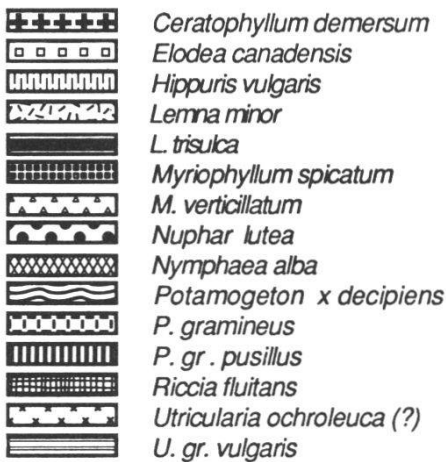 Ceratophyllum demersum
Elodea canadensis
Hippuris vulgaris
Lemna minor
L. trisulca
Myriophyllum spicatum
M. verticillatum
Nuphar lutea
Nymphaea alba
Potamogeton x decipiens
P. gramineus
P. gr. pusillus
Riccia fluitans
Utricularia ochroleuca (?)
U. gr. vulgaris